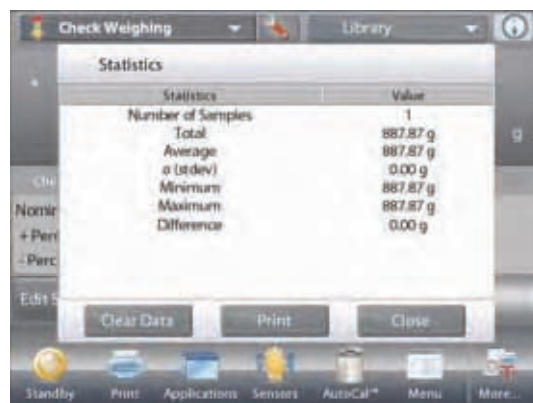 Check Weighing Library
Statistics
Statistics Value
Number of Samples 1
Total 887.87 g
Average 887.87 g
σ (stdev) 0.00 g
Minimum 887.87 g
Maximum 887.87 g
Difference 0.00 g
g
Nomin
+ Perc
- Perc
Edit S
Clear Data Print Close
Standby Print Applications Sensors AutoCal™ Menu More...